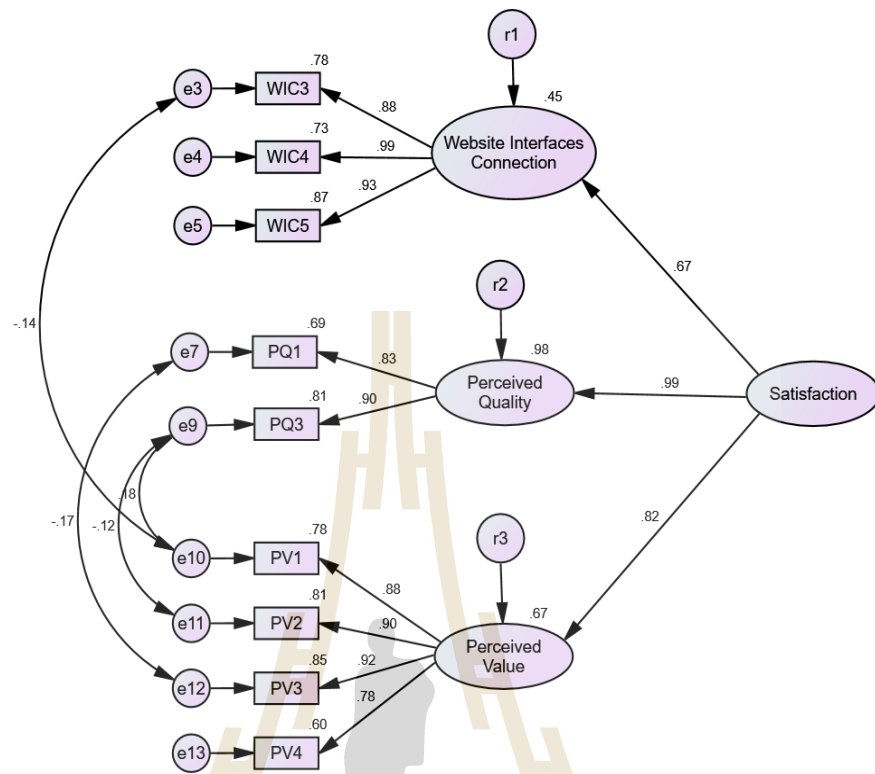 r1
.78
.45
e3
WIC3
.88
.73
Website Interfaces
Connection
e4
WIC4
.99
.87
.93
e5
WIC5
.67
r2
-.14
.69
.98
e7
PQ1
.83
Perceived
Quality
.99
Satisfaction
.81
.90
e9
PQ3
.18
-.17
-.12
.82
r3
.78
e10
PV1
.88
.81
.67
e11
PV2
.90
Perceived
Value
.85
.92
e12
PV3
.78
.60
e13
PV4